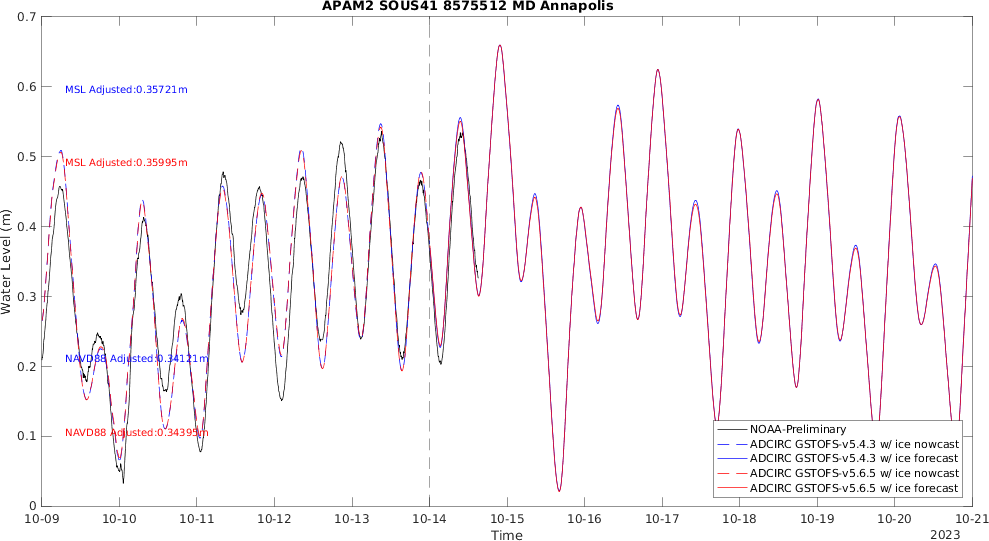 APAM2 SOUS41 8575512 MD Annapolis
0.7
0.6
0.5
0.4
0.3
0.2
0.1
0
Water Level (m)
MSL Adjusted:0.35721m
MSL Adjusted:0.35995m
NAVD88 Adjusted:0.34121m
NAVD88 Adjusted:0.34395m
NOAA-Preliminary
ADCIRC GSTOFS-v5.4.3 w/ ice nowcast
ADCIRC GSTOFS-v5.4.3 w/ ice forecast
ADCIRC GSTOFS-v5.6.5 w/ ice nowcast
ADCIRC GSTOFS-v5.6.5 w/ ice forecast
10-09 10-10 10-11 10-12 10-13 10-14 10-15 10-16 10-17 10-18 10-19 10-20 10-21
Time
2023